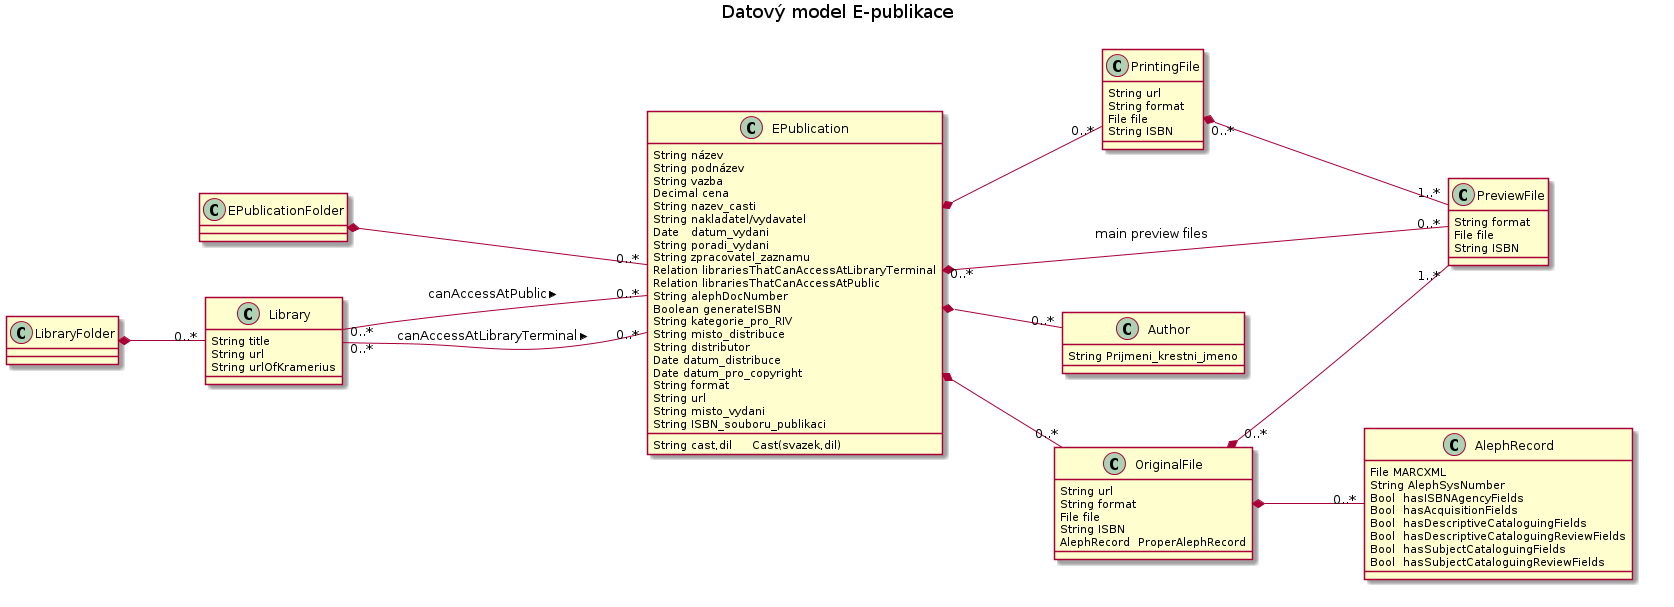 Datový model E-publikace
C LibraryFolder
0..*
C EPublicationFolder
C Library
String title
String url
String urlOfKramerius
0..*
canAccessAtPublic
0..*
0..*
canAccessAtLibraryTerminal
0..*
0..*
C EPublication
String název
String podnázev
String vazba
Decimal cena
String nazev_casti
String nakladatel/vydavatel
Date datum_vydani
String poradi_vydani
String zpracovatel_zaznamu
Relation librariesThatCanAccessAtLibraryTerminal
Relation librariesThatCanAccessAtPublic
String alephDocNumber
Boolean generateISBN
String kategorie_pro_RIV
String misto_distribuce
String distributor
Date datum_distribuce
Date datum_pro_copyright
String format
String url
String misto_vydani
String ISBN_souboru_publikaci
String cast,dil Cast(svazek,dil)
0..*
C PrintingFile
String url
String format
File file
String ISBN
0..*
1..*
main preview files
0..*
0..*
C PreviewFile
String format
File file
String ISBN
1..*
0..*
C Author
String Prijmeni_krestni_jmeno
0..*
0..*
C OriginalFile
String url
String format
File file
String ISBN
AlephRecord ProperAlephRecord
0..*
C AlephRecord
File MARCXML
String AlephSysNumber
Bool hasISBNAgencyFields
Bool hasAcquisitionFields
Bool hasDescriptiveCataloguingFields
Bool hasDescriptiveCataloguingReviewFields
Bool hasSubjectCataloguingFields
Bool hasSubjectCataloguingReviewFields